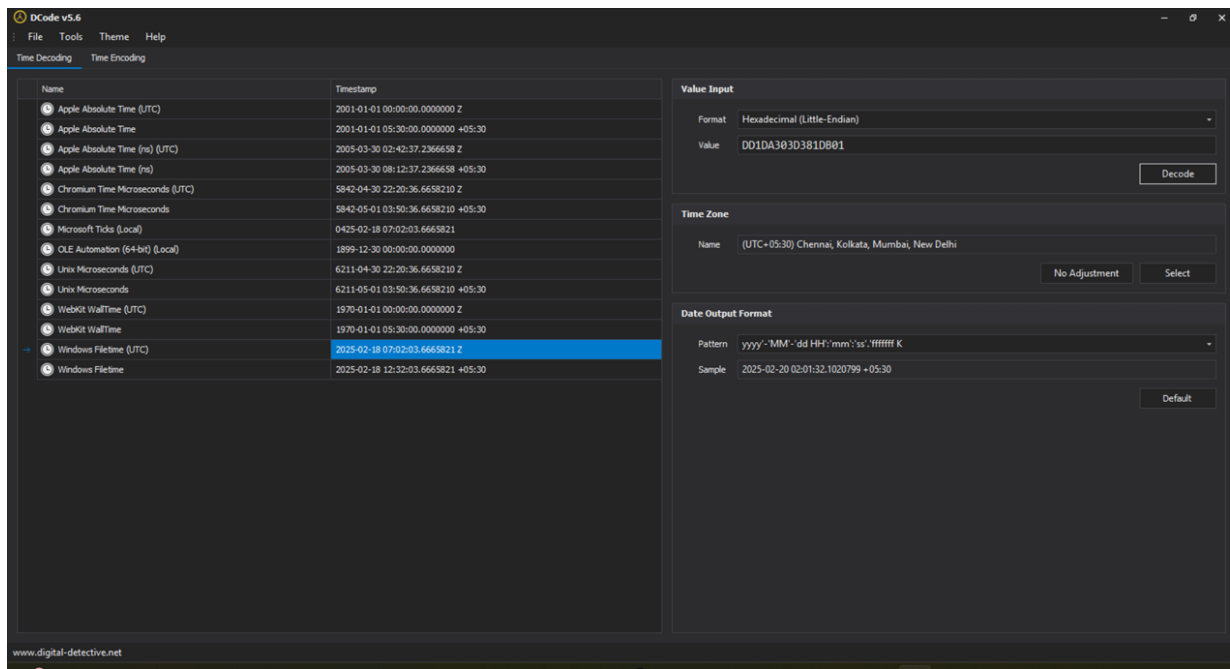 DCode v5.6
File Tools Theme Help
Time Decoding Time Encoding
Name Timestamp
Apple Absolute Time (UTC) 2001-01-01 00:00:00.0000000 Z
Apple Absolute Time 2001-01-01 05:30:00.0000000 +05:30
Apple Absolute Time (ns) (UTC) 2005-03-30 02:42:37.2366658 Z
Apple Absolute Time (ns) 2005-03-30 08:12:37.2366658 +05:30
Chromium Time Microseconds (UTC) 5842-04-30 22:20:36.6658210 Z
Chromium Time Microseconds 5842-05-01 03:50:36.6658210 +05:30
Microsoft Ticks (Local) 0425-02-18 07:02:03.6665821
OLE Automation (64-bit) (Local) 1899-12-30 00:00:00.0000000
Unix Microseconds (UTC) 6211-04-30 22:20:36.6658210 Z
Unix Microseconds 6211-05-01 03:50:36.6658210 +05:30
WebKit WallTime (UTC) 1970-01-01 00:00:00.0000000 Z
WebKit WallTime 1970-01-01 05:30:00.0000000 +05:30
Windows Filetime (UTC) 2025-02-18 07:02:03.6665821 Z
Windows Filetime 2025-02-18 12:32:03.6665821 +05:30
Value Input
Format Hexadecimal (Little-Endian)
Value DD1DA303D381DB01
Decode
Time Zone
Name (UTC+05:30) Chennai, Kolkata, Mumbai, New Delhi
No Adjustment Select
Date Output Format
Pattern yyyy'-'MM'-'dd HH':'mm':'ss'.'fffffff K
Sample 2025-02-20 02:01:32.1020799 +05:30
Default
www.digital-detective.net